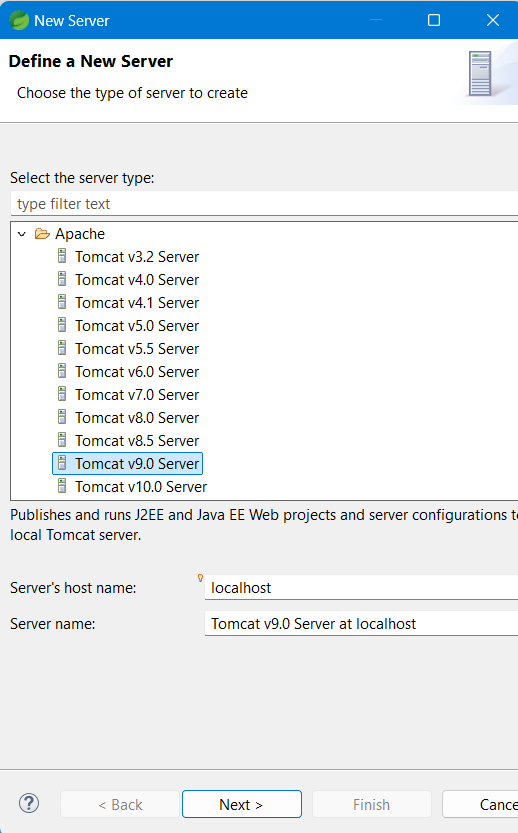 New Server
Define a New Server
Choose the type of server to create
Select the server type:
type filter text
Apache
Tomcat v3.2 Server
Tomcat v4.0 Server
Tomcat v4.1 Server
Tomcat v5.0 Server
Tomcat v5.5 Server
Tomcat v6.0 Server
Tomcat v7.0 Server
Tomcat v8.0 Server
Tomcat v8.5 Server
Tomcat v9.0 Server
Tomcat v10.0 Server
Publishes and runs J2EE and Java EE Web projects and server configurations t
local Tomcat server.
Server's host name: localhost
Server name: Tomcat v9.0 Server at localhost
? < Back Next > Finish Cance